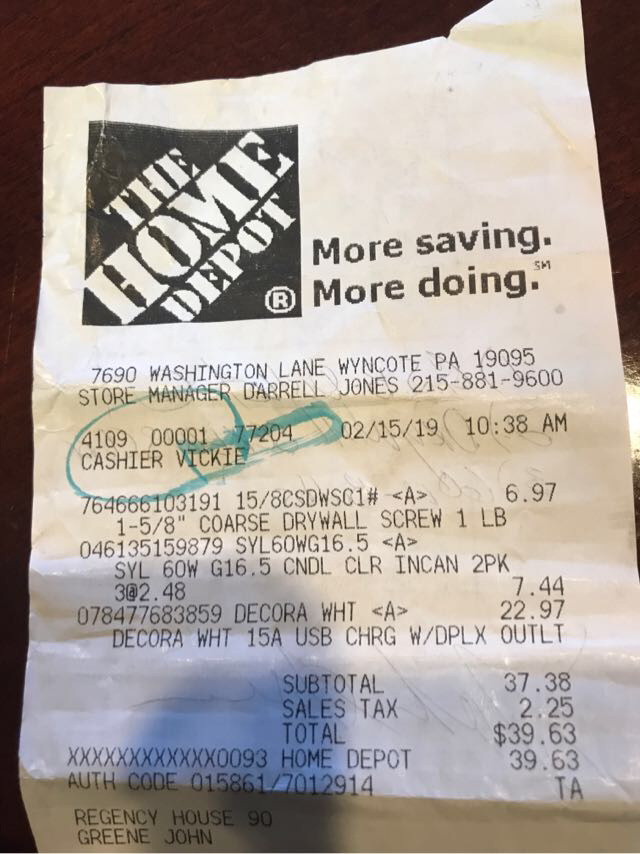 THE
HOME
DEPOT
®
More saving.
More doing.℠
7690 WASHINGTON LANE WYNCOTE PA 19095
STORE MANAGER DARRELL JONES 215-881-9600
4109 00001 77204 02/15/19 10:38 AM
CASHIER VICKIE
764666103191 15/8CSDWSC1# <A> 6.97
1-5/8" COARSE DRYWALL SCREW 1 LB
046135159879 SYL60WG16.5 <A>
SYL 60W G16.5 CNDL CLR INCAN 2PK
3@2.48 7.44
078477683859 DECORA WHT <A> 22.97
DECORA WHT 15A USB CHRG W/DPLX OUTLT
SUBTOTAL 37.38
SALES TAX 2.25
TOTAL $39.63
XXXXXXXXXXXX0093 HOME DEPOT 39.63
AUTH CODE 015861/7012914 TA
REGENCY HOUSE 90
GREENE JOHN